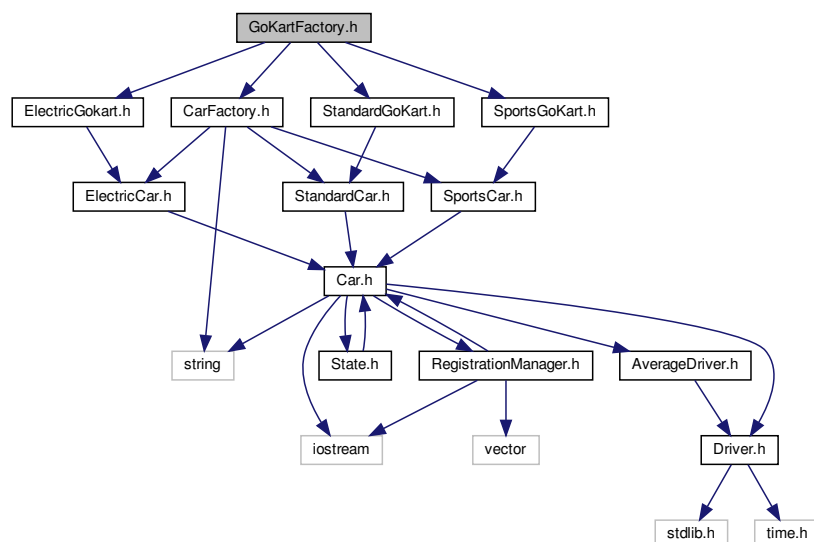 GoKartFactory.h
ElectricGokart.h
CarFactory.h
StandardGoKart.h
SportsGoKart.h
ElectricCar.h
StandardCar.h
SportsCar.h
Car.h
string
State.h
RegistrationManager.h
AverageDriver.h
iostream
vector
Driver.h
stdlib.h
time.h